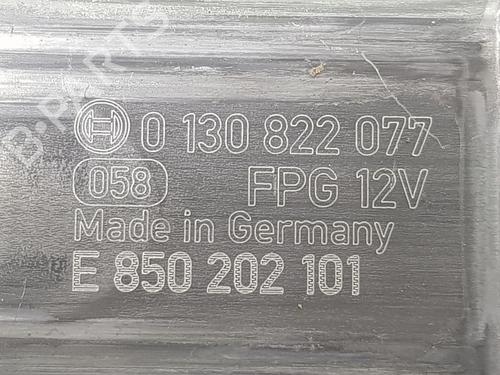 B-PARTS
0 130 822 077
058 FPG 12V
Made in Germany
E 850 202 101